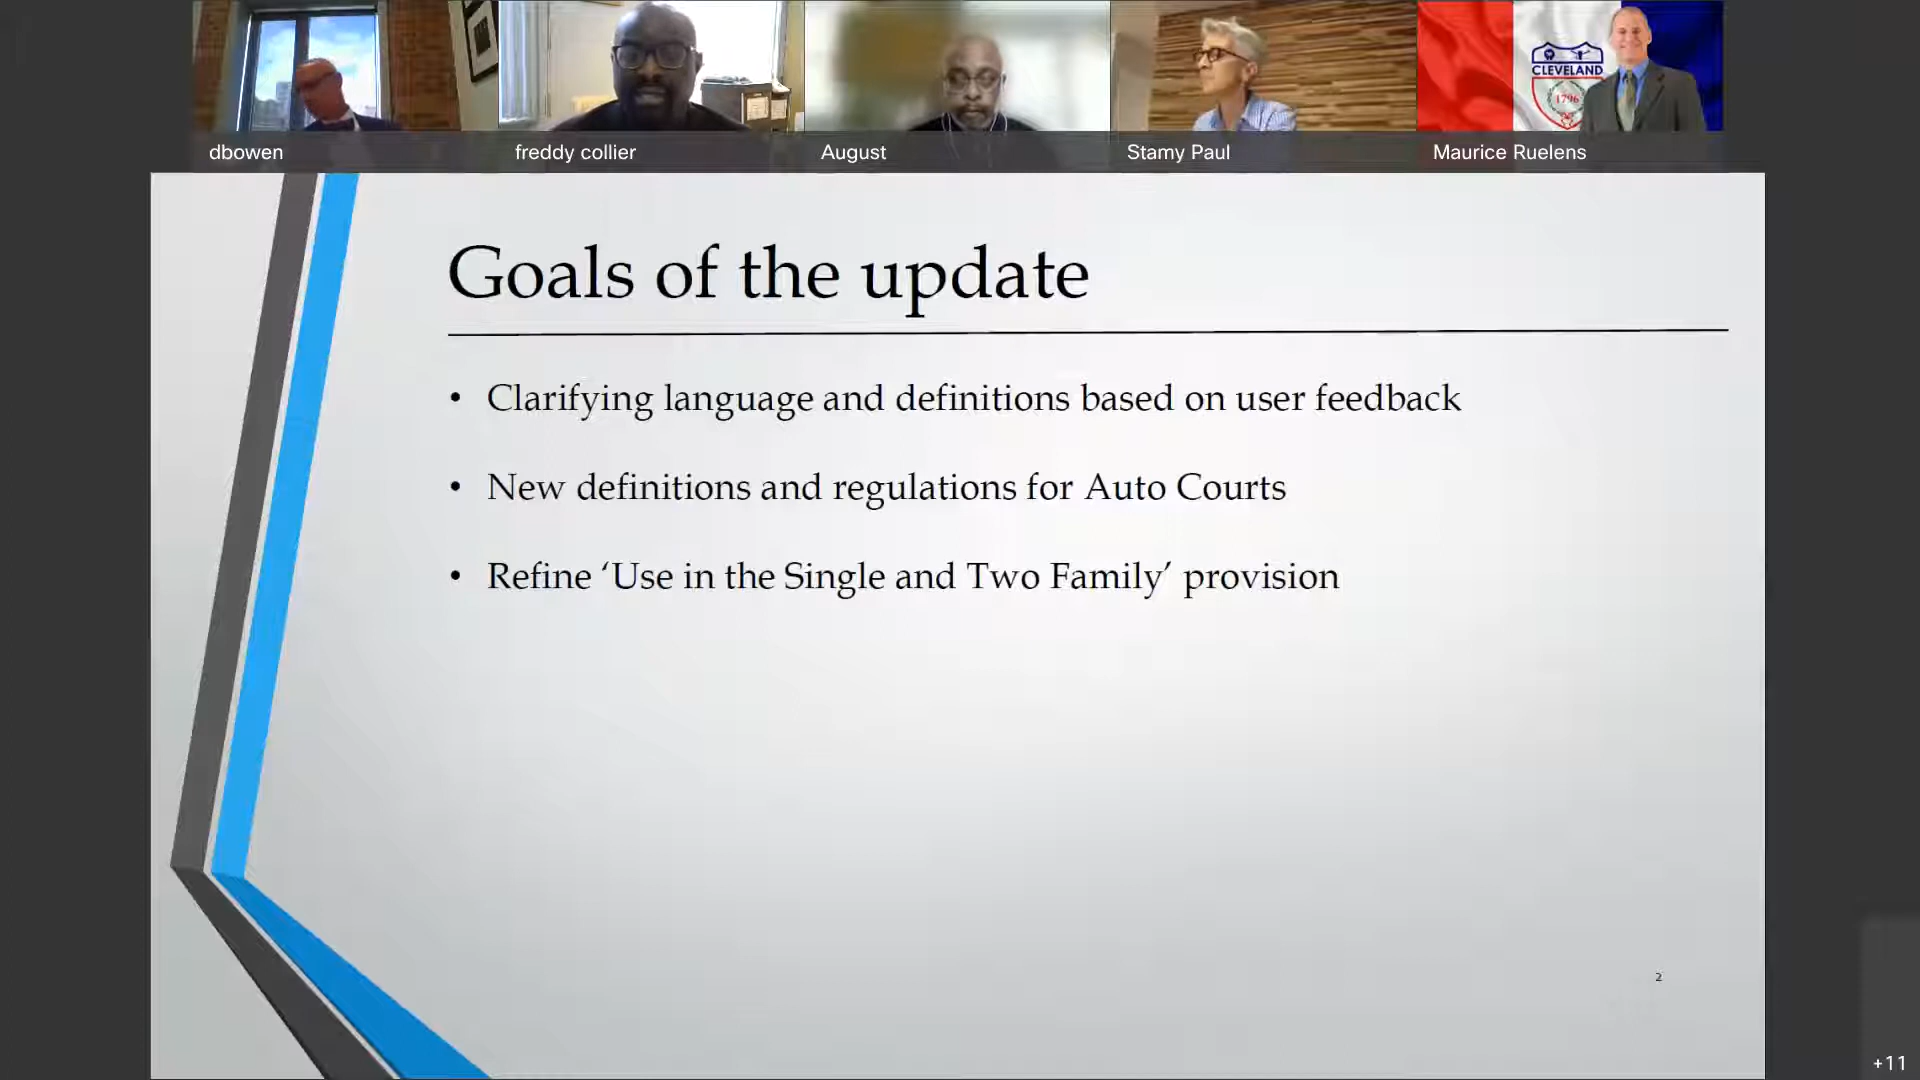 dbowen
freddy collier
August
Stamy Paul
CLEVELAND
1796
Maurice Ruelens
Goals of the update
• Clarifying language and definitions based on user feedback
• New definitions and regulations for Auto Courts
• Refine ‘Use in the Single and Two Family’ provision
2
+11